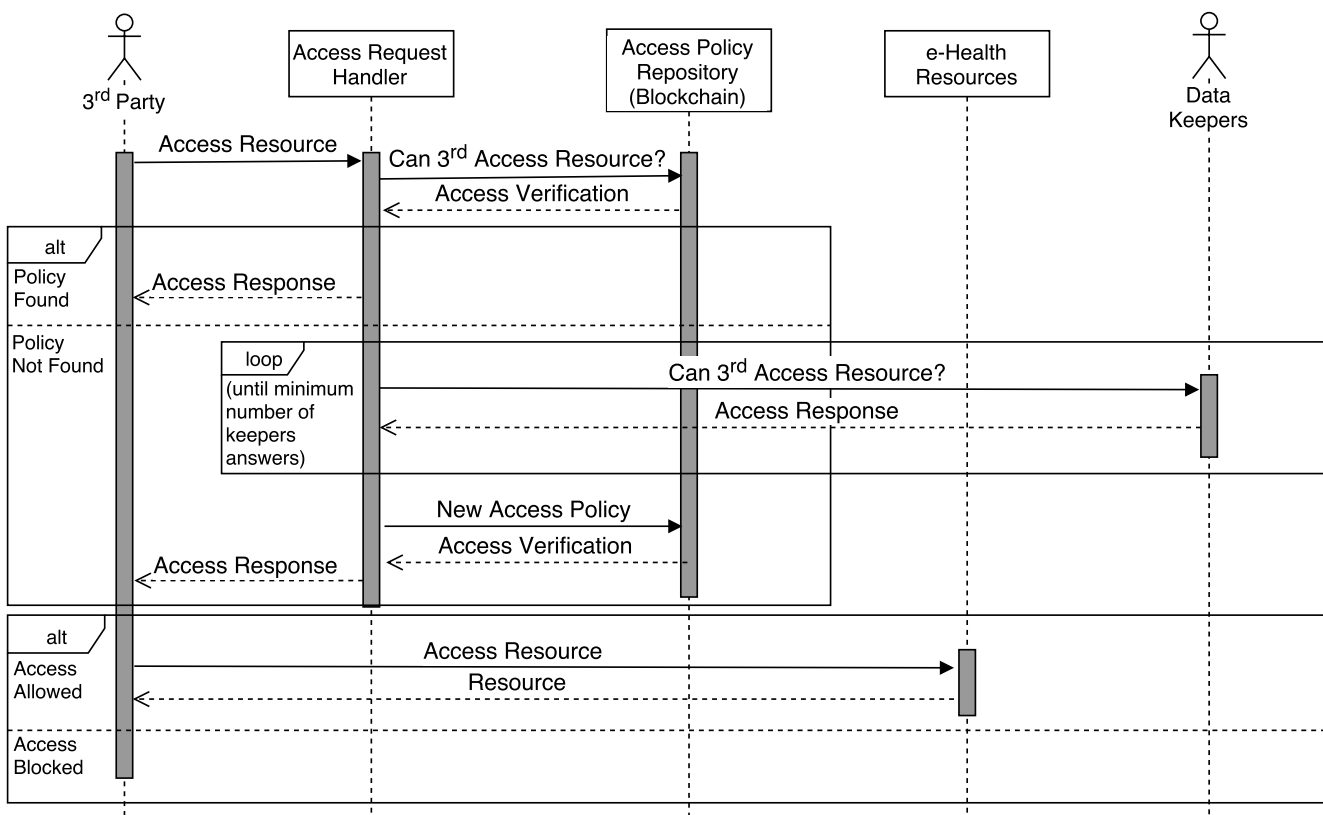 3rd Party
Access Request
Handler
Access Policy
Repository
(Blockchain)
e-Health
Resources
Data
Keepers
Access Resource
Can 3rd Access Resource?
Access Verification
alt
Policy
Found
Access Response
Policy
Not Found
loop
(until minimum
number of
keepers
answers)
Can 3rd Access Resource?
Access Response
New Access Policy
Access Verification
Access Response
alt
Access
Allowed
Access Resource
Resource
Access
Blocked